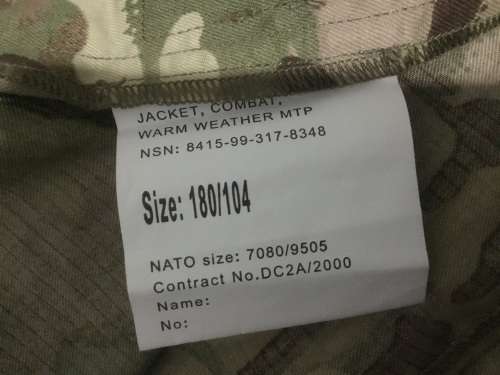 JACKET, COMBAT,
WARM WEATHER MTP
NSN: 8415-99-317-8348
Size: 180/104
NATO size: 7080/9505
Contract No.DC2A/2000
Name:
No: